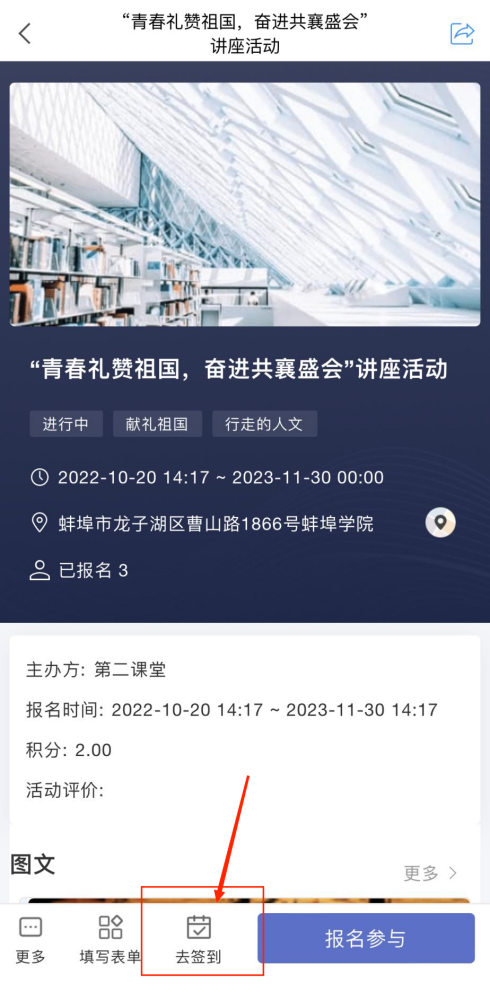 “青春礼赞祖国，奋进共襄盛会”
讲座活动
“青春礼赞祖国，奋进共襄盛会”讲座活动
进行中 献礼祖国 行走的人文
2022-10-20 14:17 ~ 2023-11-30 00:00
蚌埠市龙子湖区曹山路1866号蚌埠学院
已报名 3
主办方: 第二课堂
报名时间: 2022-10-20 14:17 ~ 2023-11-30 14:17
积分: 2.00
活动评价:
图文 更多
更多 填写表单 去签到 报名参与